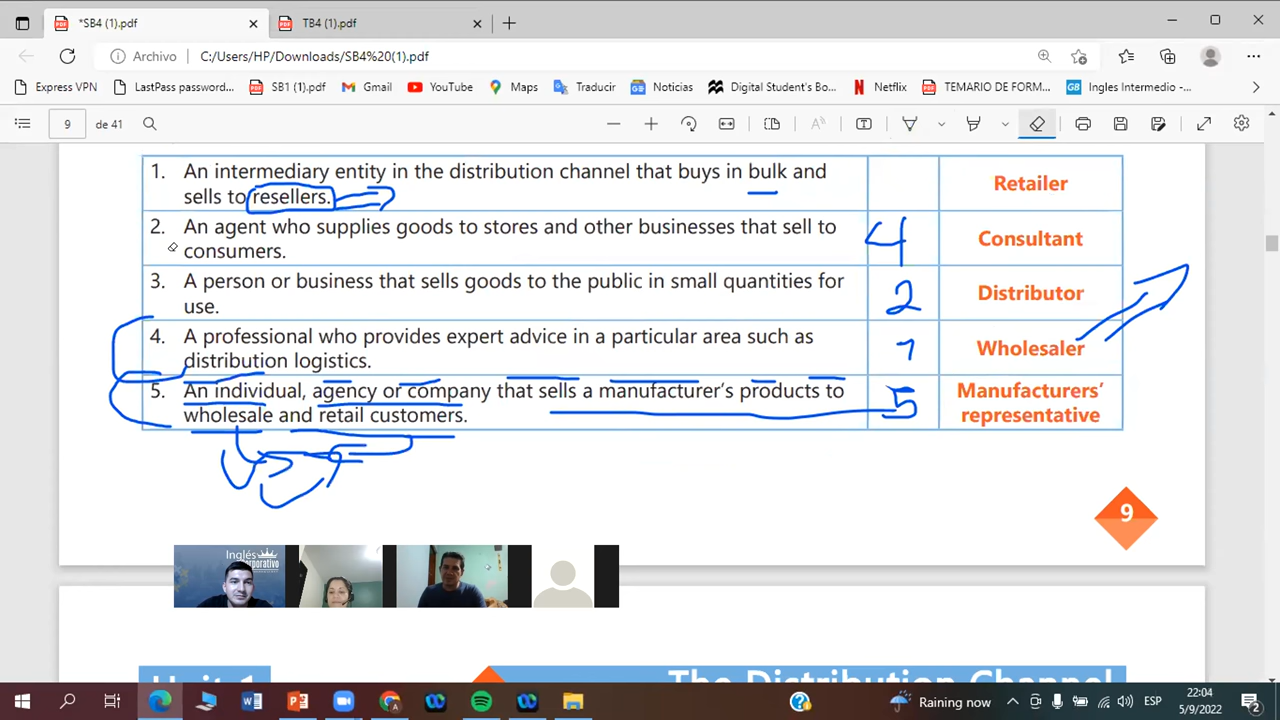 *SB4 (1).pdf
TB4 (1).pdf
Archivo
C:/Users/HP/Downloads/SB4%20(1).pdf
Express VPN
LastPass password...
SB1 (1).pdf
Gmail
YouTube
Maps
Traducir
Noticias
Digital Student's Bo...
Netflix
TEMARIO DE FORM...
Ingles Intermedio -...
9 de 41
1. An intermediary entity in the distribution channel that buys in bulk and
sells to resellers.
Retailer
2. An agent who supplies goods to stores and other businesses that sell to
consumers.
4
Consultant
3. A person or business that sells goods to the public in small quantities for
use.
2
Distributor
4. A professional who provides expert advice in a particular area such as
distribution logistics.
1
Wholesaler
5. An individual, agency or company that sells a manufacturer's products to
wholesale and retail customers.
5
Manufacturers'
representative
9
Inglés
Unit 1
The Distribution Channel
Raining now
ESP
22:04
5/9/2022
2